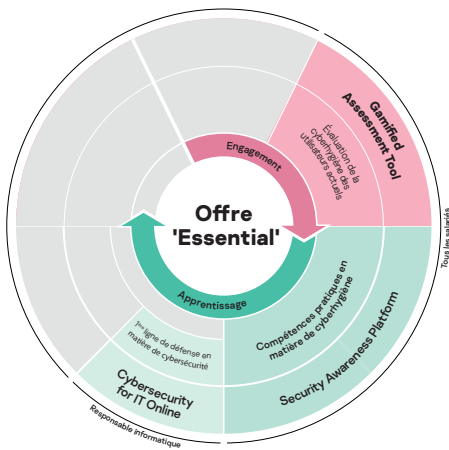 Gamified
Assessment Tool
Évaluation de la
cyberhygiène des
utilisateurs actuels
Engagement
Offre
'Essential'
Tous les salariés
Apprentissage
Compétences pratiques en
matière de cyberhygiène
Security Awareness Platform
1ère ligne de défense en
matière de cybersécurité
Cybersecurity
for IT Online
Responsable informatique